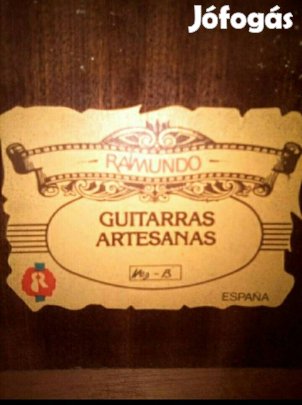 Jófogás
RAIMUNDO
GUITARRAS
ARTESANAS
R
ESPAÑA